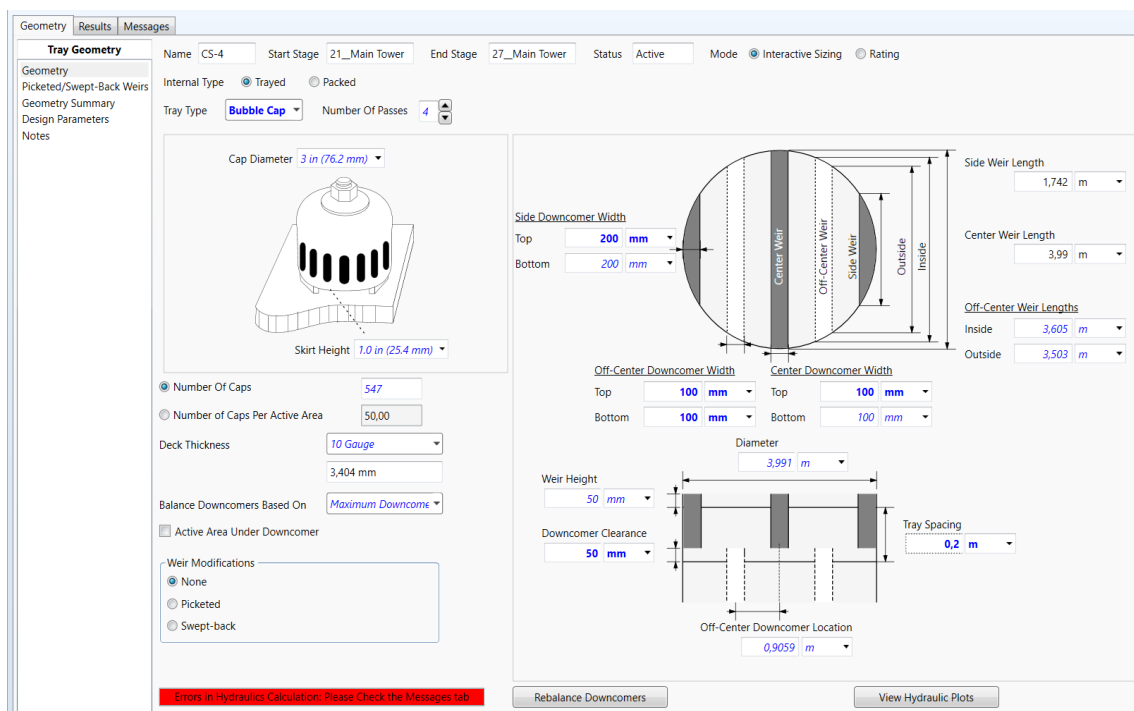 Geometry Results Messages
Tray Geometry
Geometry
Picketed/Swept-Back Weirs
Geometry Summary
Design Parameters
Notes
Name CS-4 Start Stage 21__Main Tower End Stage 27__Main Tower Status Active Mode Interactive Sizing Rating
Internal Type Trayed Packed
Tray Type Bubble Cap Number Of Passes 4
Cap Diameter 3 in (76.2 mm)
Skirt Height 1.0 in (25.4 mm)
Number Of Caps 547
Number of Caps Per Active Area 50,00
Deck Thickness 10 Gauge
3,404 mm
Balance Downcomers Based On Maximum Downcome
Active Area Under Downcomer
Weir Modifications
None
Picketed
Swept-back
Errors in Hydraulics Calculation: Please Check the Messages tab
Side Downcomer Width
Top 200 mm
Bottom 200 mm
Center Weir
Off-Center Weir
Side Weir
Outside
Inside
Side Weir Length
1,742 m
Center Weir Length
3,99 m
Off-Center Weir Lengths
Inside 3,605 m
Outside 3,503 m
Off-Center Downcomer Width Center Downcomer Width
Top 100 mm Top 100 mm
Bottom 100 mm Bottom 100 mm
Diameter
3,991 m
Weir Height
50 mm
Downcomer Clearance
50 mm
Tray Spacing
0,2 m
Off-Center Downcomer Location
0,9059 m
Rebalance Downcomers View Hydraulic Plots